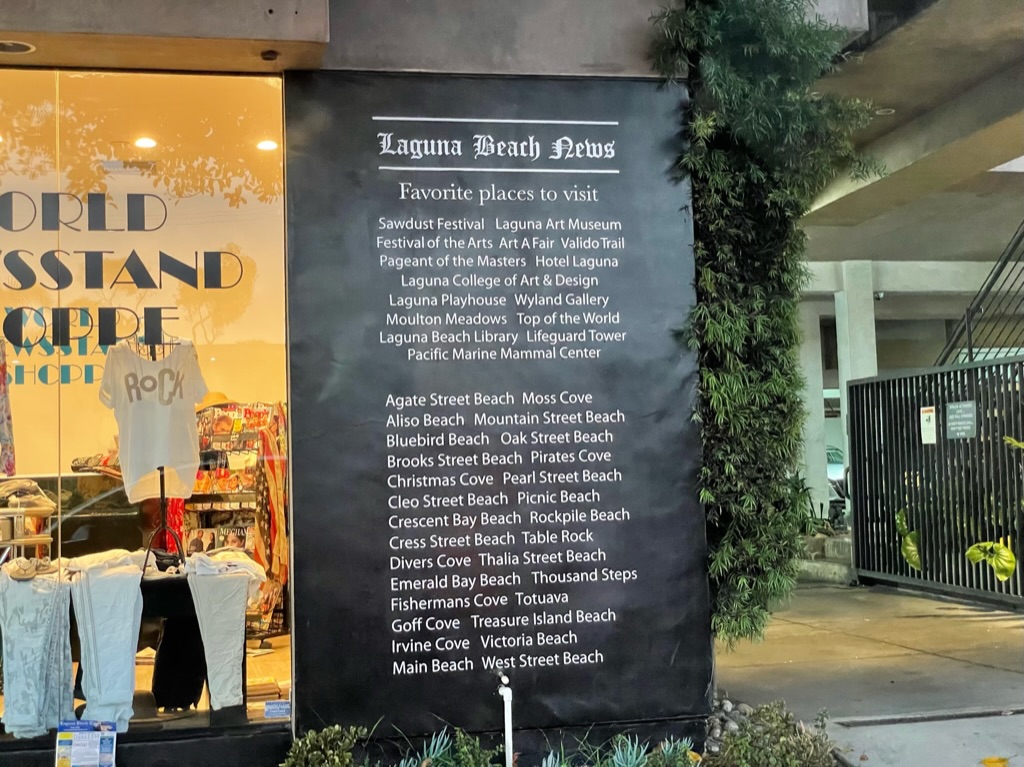 Laguna Beach News
Favorite places to visit
Sawdust Festival Laguna Art Museum
Festival of the Arts Art A Fair Valido Trail
Pageant of the Masters Hotel Laguna
Laguna College of Art & Design
Laguna Playhouse Wyland Gallery
Moulton Meadows Top of the World
Laguna Beach Library Lifeguard Tower
Pacific Marine Mammal Center
Agate Street Beach Moss Cove
Aliso Beach Mountain Street Beach
Bluebird Beach Oak Street Beach
Brooks Street Beach Pirates Cove
Christmas Cove Pearl Street Beach
Cleo Street Beach Picnic Beach
Crescent Bay Beach Rockpile Beach
Cress Street Beach Table Rock
Divers Cove Thalia Street Beach
Emerald Bay Beach Thousand Steps
Fishermans Cove Totuava
Goff Cove Treasure Island Beach
Irvine Cove Victoria Beach
Main Beach West Street Beach
ORLD
SSTAND
OPPE
ROCK